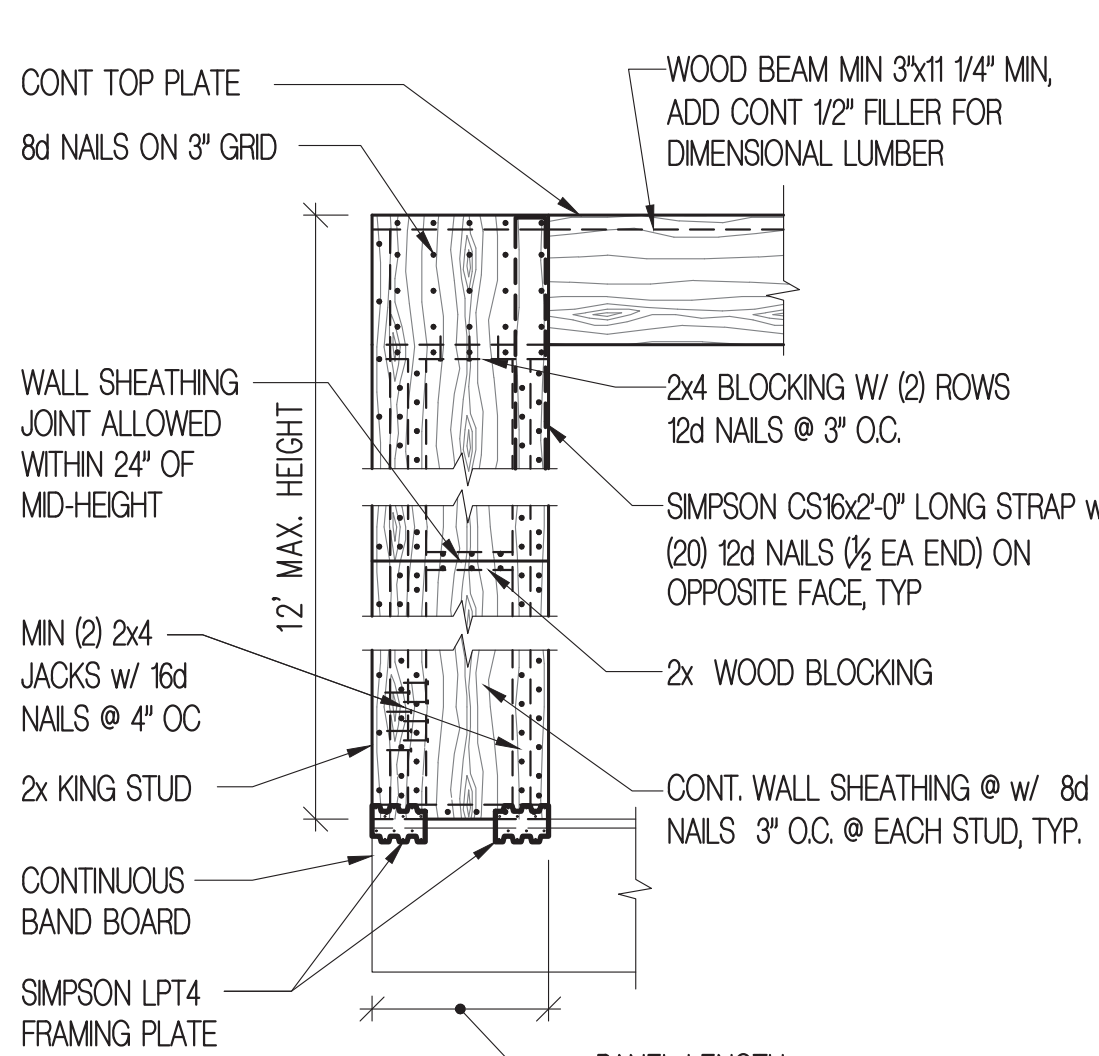 CONT TOP PLATE
8d NAILS ON 3" GRID
WOOD BEAM MIN 3"x11 1/4" MIN,
ADD CONT 1/2" FILLER FOR
DIMENSIONAL LUMBER
WALL SHEATHING
JOINT ALLOWED
WITHIN 24" OF
MID-HEIGHT
12' MAX. HEIGHT
2x4 BLOCKING W/ (2) ROWS
12d NAILS @ 3" O.C.
SIMPSON CS16x2'-0" LONG STRAP
(20) 12d NAILS (½ EA END) ON
OPPOSITE FACE, TYP
MIN (2) 2x4
JACKS w/ 16d
NAILS @ 4" OC
2x WOOD BLOCKING
2x KING STUD
CONT. WALL SHEATHING @ w/ 8d
NAILS 3" O.C. @ EACH STUD, TYP.
CONTINUOUS
BAND BOARD
SIMPSON LPT4
FRAMING PLATE
PANEL LENGTH